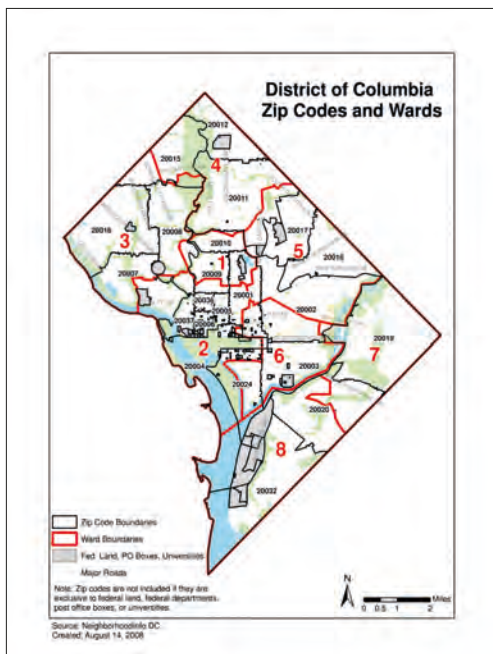 District of Columbia
Zip Codes and Wards
20012
20015
4
20011
20016
3
20008
20010
20017
5
1
20009
20007
20001
20002
20005
20037
20006
2
6
20019
7
20003
20024
20020
8
20032
Zip Code Boundaries
Ward Boundaries
Fed. Land, PO Boxes, Universities
Major Roads
Note: Zip codes are not included if they are
exclusive to federal land, federal departments,
post office boxes, or universities.
N
Miles
0 0.5 1 2
Source: NeighborhoodInfo DC.
Created: August 14, 2008